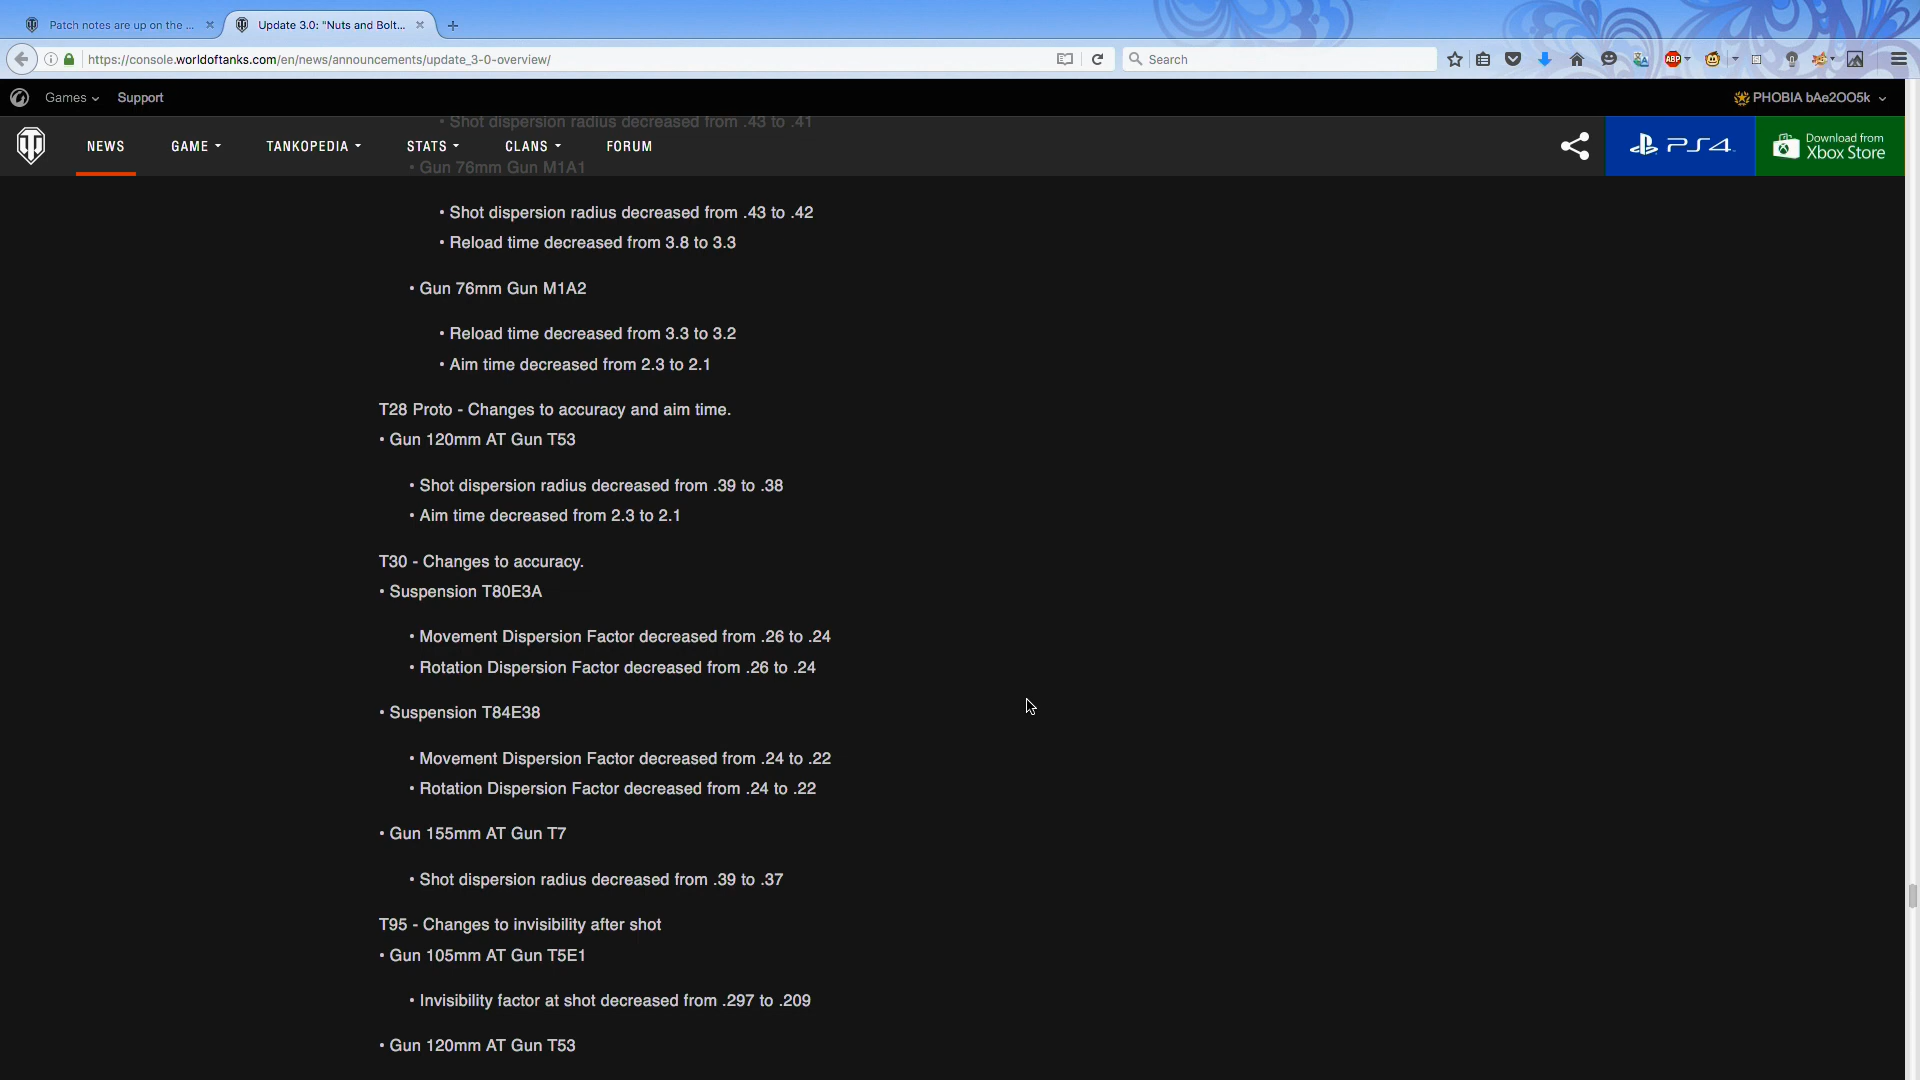 Patch notes are up on the ...
Update 3.0: "Nuts and Bolt...
https://console.worldoftanks.com/en/news/announcements/update_3-0-overview/
Search
ABP
Games
Support
PHOBIA bAe2OO5k
• Shot dispersion radius decreased from .43 to .41
NEWS
GAME
TANKOPEDIA
STATS
CLANS
FORUM
PS4
Download from
Xbox Store
• Gun 76mm Gun M1A1
• Shot dispersion radius decreased from .43 to .42
• Reload time decreased from 3.8 to 3.3
• Gun 76mm Gun M1A2
• Reload time decreased from 3.3 to 3.2
• Aim time decreased from 2.3 to 2.1
T28 Proto - Changes to accuracy and aim time.
• Gun 120mm AT Gun T53
• Shot dispersion radius decreased from .39 to .38
• Aim time decreased from 2.3 to 2.1
T30 - Changes to accuracy.
• Suspension T80E3A
• Movement Dispersion Factor decreased from .26 to .24
• Rotation Dispersion Factor decreased from .26 to .24
• Suspension T84E38
• Movement Dispersion Factor decreased from .24 to .22
• Rotation Dispersion Factor decreased from .24 to .22
• Gun 155mm AT Gun T7
• Shot dispersion radius decreased from .39 to .37
T95 - Changes to invisibility after shot
• Gun 105mm AT Gun T5E1
• Invisibility factor at shot decreased from .297 to .209
• Gun 120mm AT Gun T53